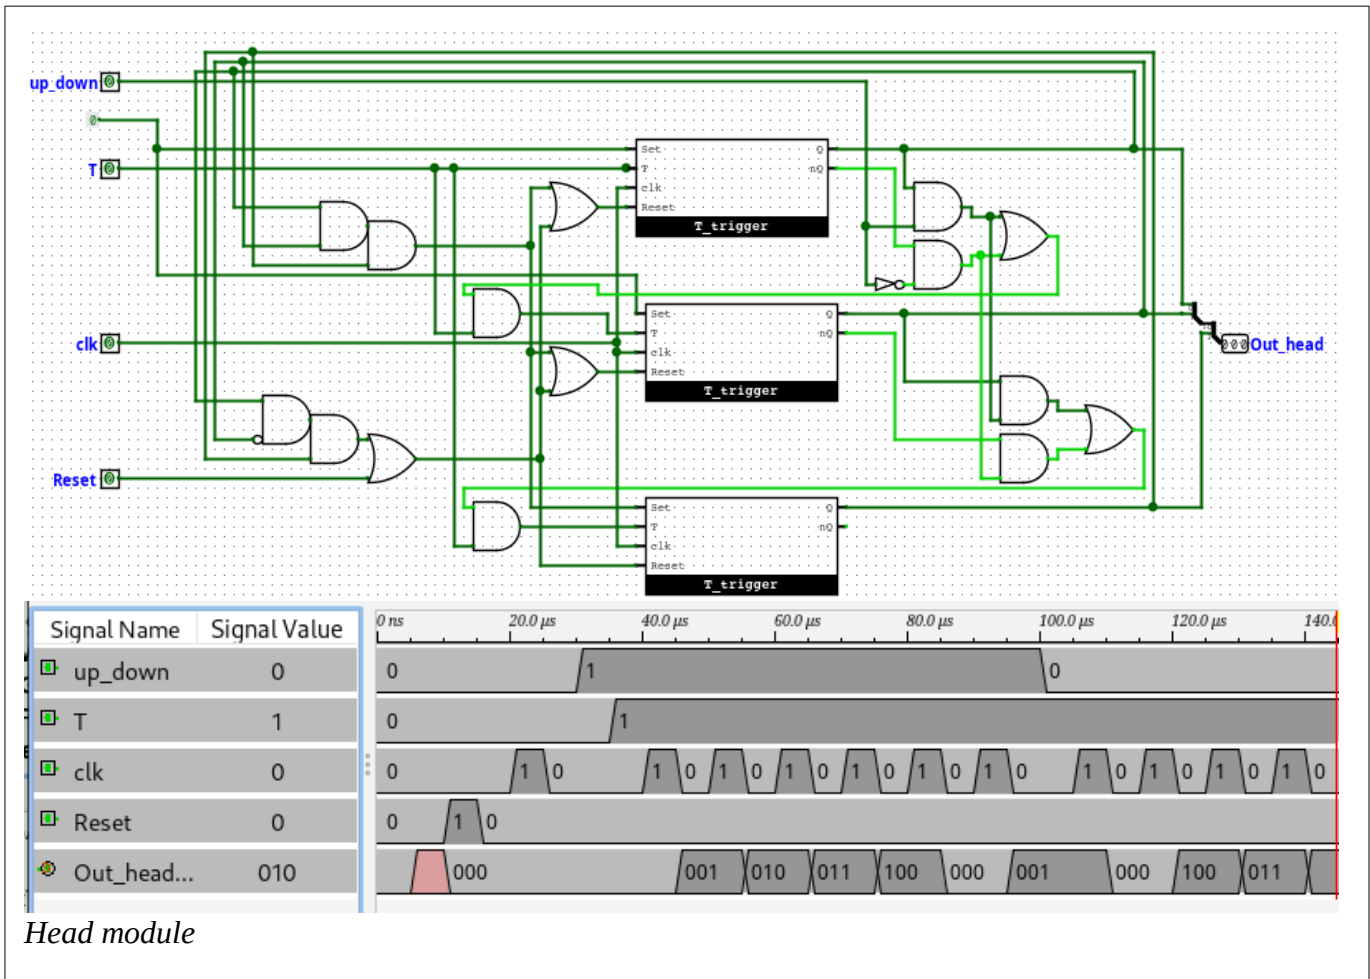 up_down 0
0
T 0
clk 0
Reset 0
Set Q
T nQ
clk
Reset
T_trigger
Set Q
T nQ
clk
Reset
T_trigger
Set Q
T nQ
clk
Reset
T_trigger
000 Out_head
Signal Name Signal Value
0 ns 20.0 µs 40.0 µs 60.0 µs 80.0 µs 100.0 µs 120.0 µs 140.
up_down 0 0 1 0
T 1 0 1
clk 0 0 1 0 1 0 1 0 1 0 1 0 1 0 1 0 1 0 1 0 1 0 1 0
Reset 0 0 1 0
Out_head... 010 000 001 010 011 100 000 001 000 100 011
Head module